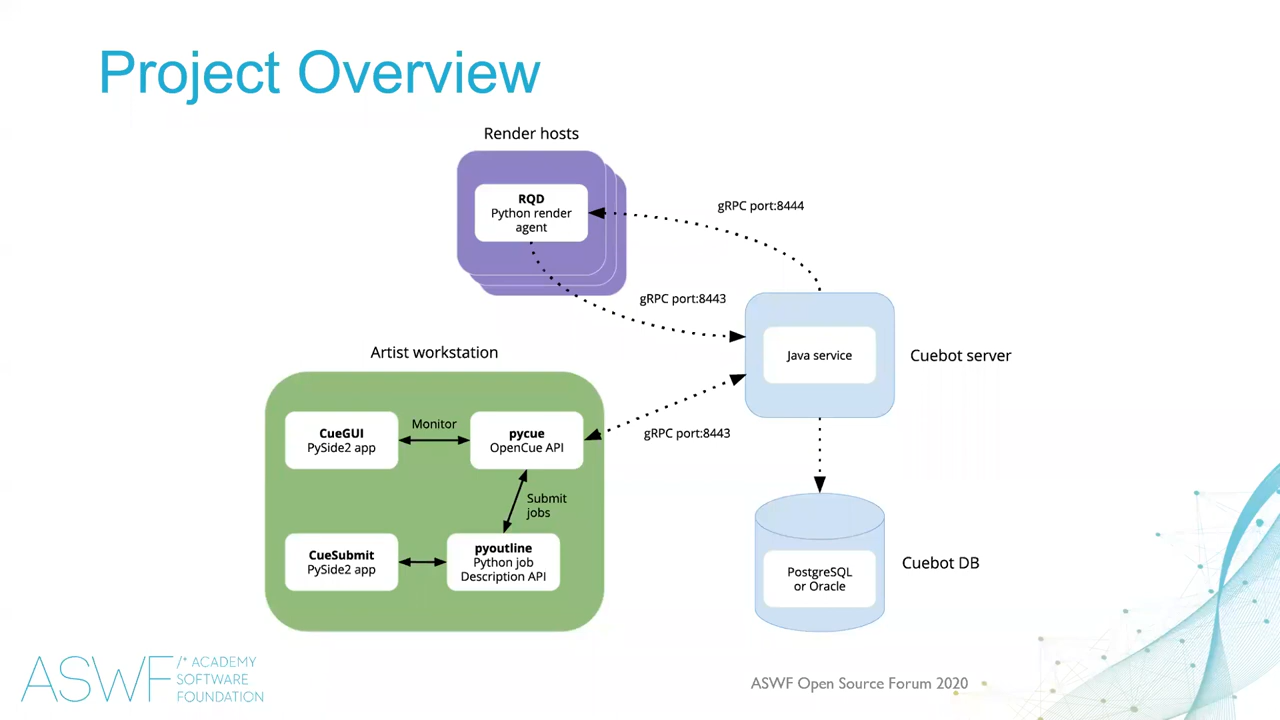 Project Overview
Render hosts
RQD
Python render
agent
gRPC port:8444
gRPC port:8443
Artist workstation
Java service
Cuebot server
CueGUI
PySide2 app
Monitor
pycue
OpenCue API
gRPC port:8443
Submit
jobs
CueSubmit
PySide2 app
pyoutline
Python job
Description API
PostgreSQL
or Oracle
Cuebot DB
ASWF
/* ACADEMY
SOFTWARE
FOUNDATION
ASWF Open Source Forum 2020